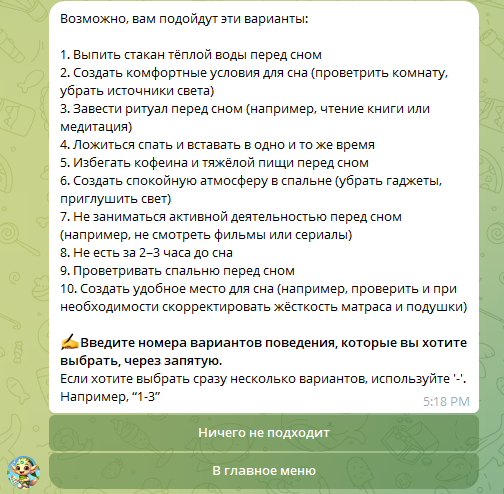 Возможно, вам подойдут эти варианты:
1. Выпить стакан тёплой воды перед сном
2. Создать комфортные условия для сна (проветрить комнату,
убрать источники света)
3. Завести ритуал перед сном (например, чтение книги или
медитация)
4. Ложиться спать и вставать в одно и то же время
5. Избегать кофеина и тяжёлой пищи перед сном
6. Создать спокойную атмосферу в спальне (убрать гаджеты,
приглушить свет)
7. Не заниматься активной деятельностью перед сном
(например, не смотреть фильмы или сериалы)
8. Не есть за 2–3 часа до сна
9. Проветривать спальню перед сном
10. Создать удобное место для сна (например, проверить и при
необходимости скорректировать жёсткость матраса и подушки)
✍️Введите номера вариантов поведения, которые вы хотите
выбрать, через запятую.
Если хотите выбрать сразу несколько вариантов, используйте '-'.
Например, “1-3”
5:18 PM
Ничего не подходит
В главное меню